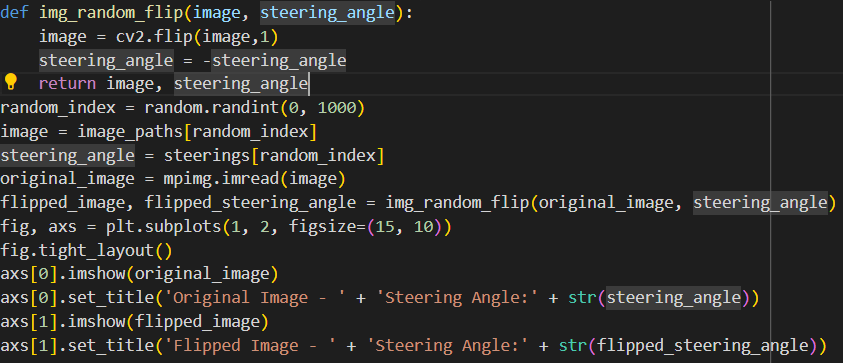 def img_random_flip(image, steering_angle):
    image = cv2.flip(image,1)
    steering_angle = -steering_angle
    return image, steering_angle
random_index = random.randint(0, 1000)
image = image_paths[random_index]
steering_angle = steerings[random_index]
original_image = mpimg.imread(image)
flipped_image, flipped_steering_angle = img_random_flip(original_image, steering_angle)
fig, axs = plt.subplots(1, 2, figsize=(15, 10))
fig.tight_layout()
axs[0].imshow(original_image)
axs[0].set_title('Original Image - ' + 'Steering Angle:' + str(steering_angle))
axs[1].imshow(flipped_image)
axs[1].set_title('Flipped Image - ' + 'Steering Angle:' + str(flipped_steering_angle))